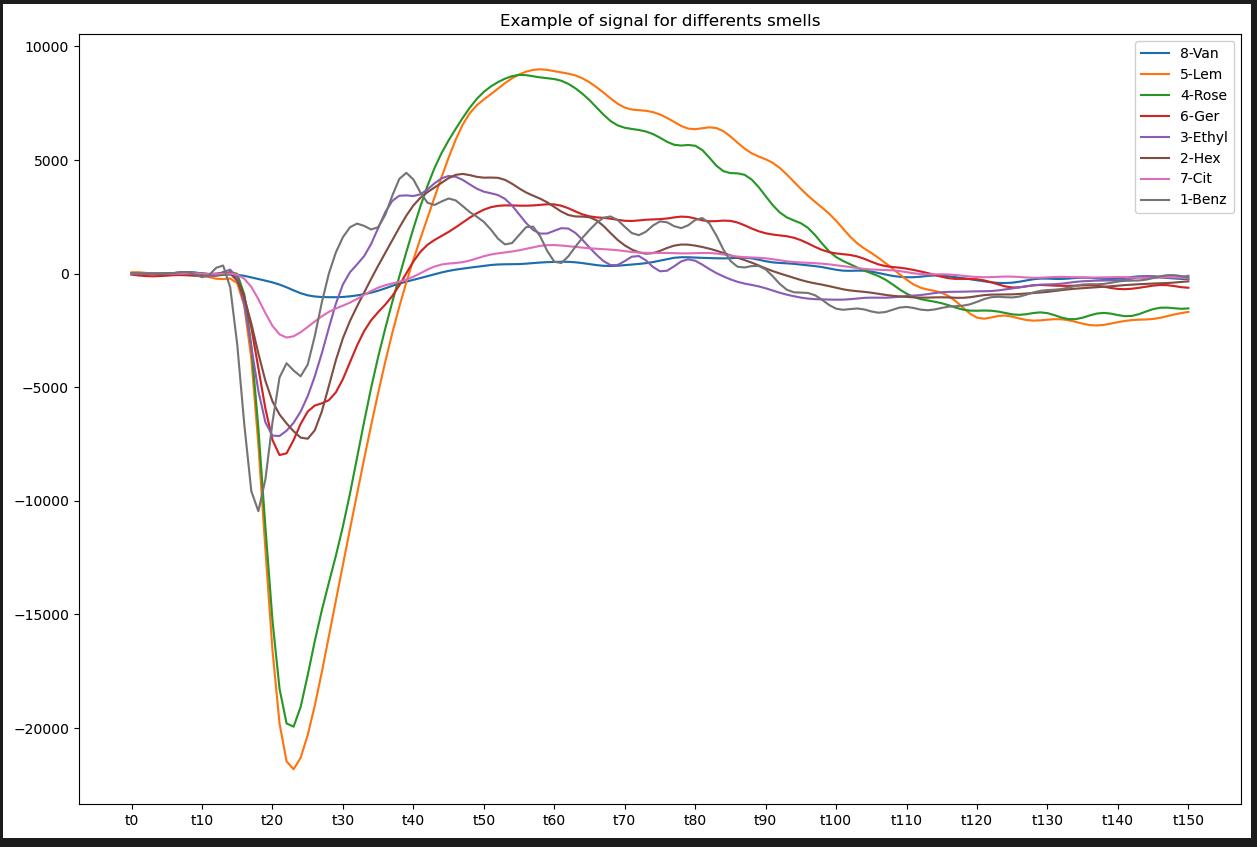 Example of signal for differents smells
10000
5000
0
−5000
−10000
−15000
−20000
8-Van
5-Lem
4-Rose
6-Ger
3-Ethyl
2-Hex
7-Cit
1-Benz
t0 t10 t20 t30 t40 t50 t60 t70 t80 t90 t100 t110 t120 t130 t140 t150